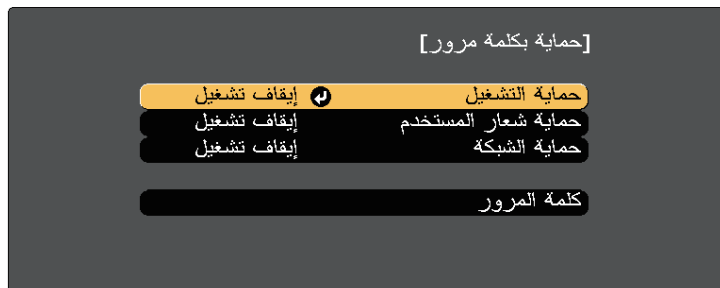 [حماية بكلمة مرور]
حماية التشغيل إيقاف تشغيل
حماية شعار المستخدم إيقاف تشغيل
حماية الشبكة إيقاف تشغيل
كلمة المرور